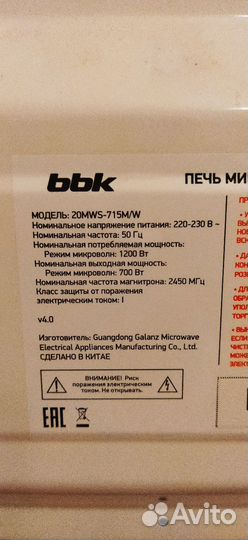 bbk
ПЕЧЬ МИ
МОДЕЛЬ: 20MWS-715M/W
Номинальное напряжение питания: 220-230 В ~
Номинальная частота: 50 Гц
Номинальная потребляемая мощность:
Режим микроволн: 1200 Вт
Номинальная выходная мощность:
Режим микроволн: 700 Вт
Номинальная частота магнетрона: 2450 МГц
Класс защиты от поражения
электрическим током: I
v4.0
Изготовитель: Guangdong Galanz Microwave
Electrical Appliances Manufacturing Co., Ltd.
СДЕЛАНО В КИТАЕ
ВНИМАНИЕ! Риск
поражения электрическим
током. Не открывать.
EAC
Avito